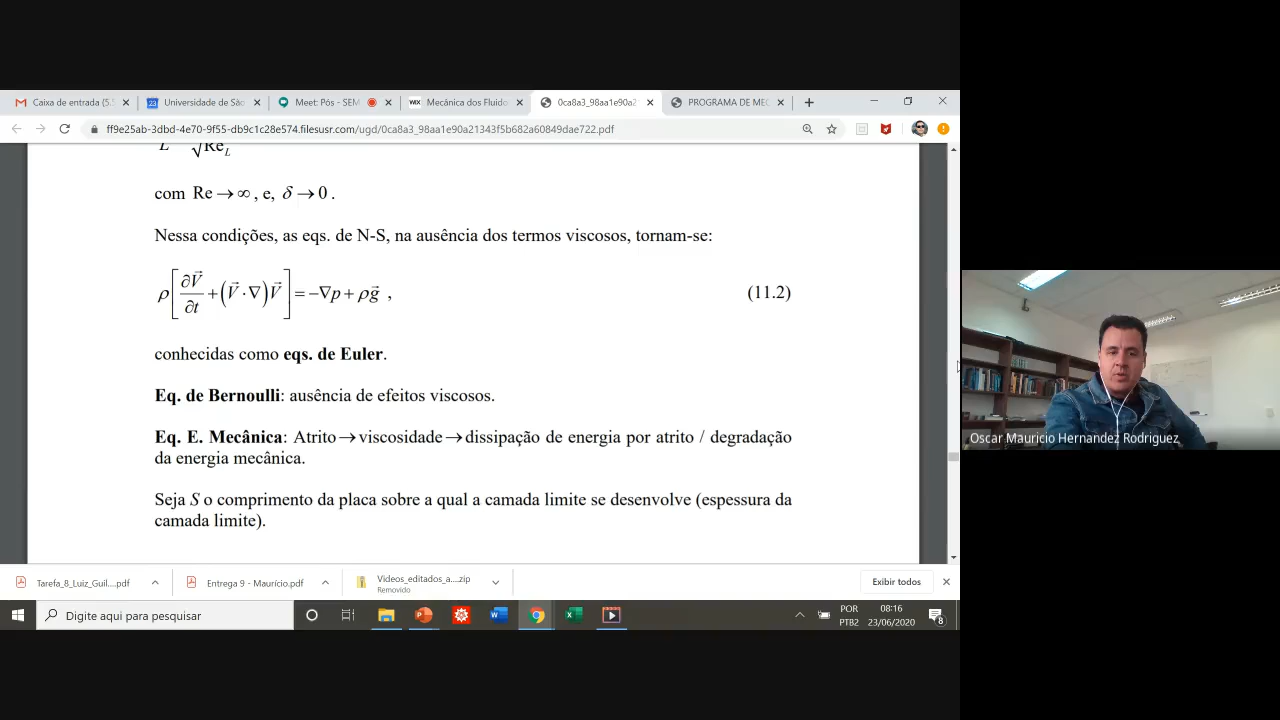 Caixa de entrada (5.5
Universidade de São
Meet: Pós - SEM
Mecânica dos Fluido
0ca8a3_98aa1e90a2
PROGRAMA DE MEC
ff9e25ab-3dbd-4e70-9f55-db9c1c28e574.filesusr.com/ugd/0ca8a3_98aa1e90a21343f5b682a60849dae722.pdf
L √Re_L
com Re → ∞, e, δ → 0.
Nessa condições, as eqs. de N-S, na ausência dos termos viscosos, tornam-se:
ρ[∂V⃗/∂t + (V⃗·∇)V⃗] = −∇p + ρg⃗ , (11.2)
conhecidas como eqs. de Euler.
Eq. de Bernoulli: ausência de efeitos viscosos.
Eq. E. Mecânica: Atrito→viscosidade→dissipação de energia por atrito / degradação
da energia mecânica.
Seja S o comprimento da placa sobre a qual a camada limite se desenvolve (espessura da
camada limite).
Oscar Mauricio Hernandez Rodriguez
Tarefa_8_Luiz_Guil....pdf
Entrega 9 - Maurício.pdf
Videos_editados_a....zip
Removido
Exibir todos
Digite aqui para pesquisar
POR
PTB2
08:16
23/06/2020
8